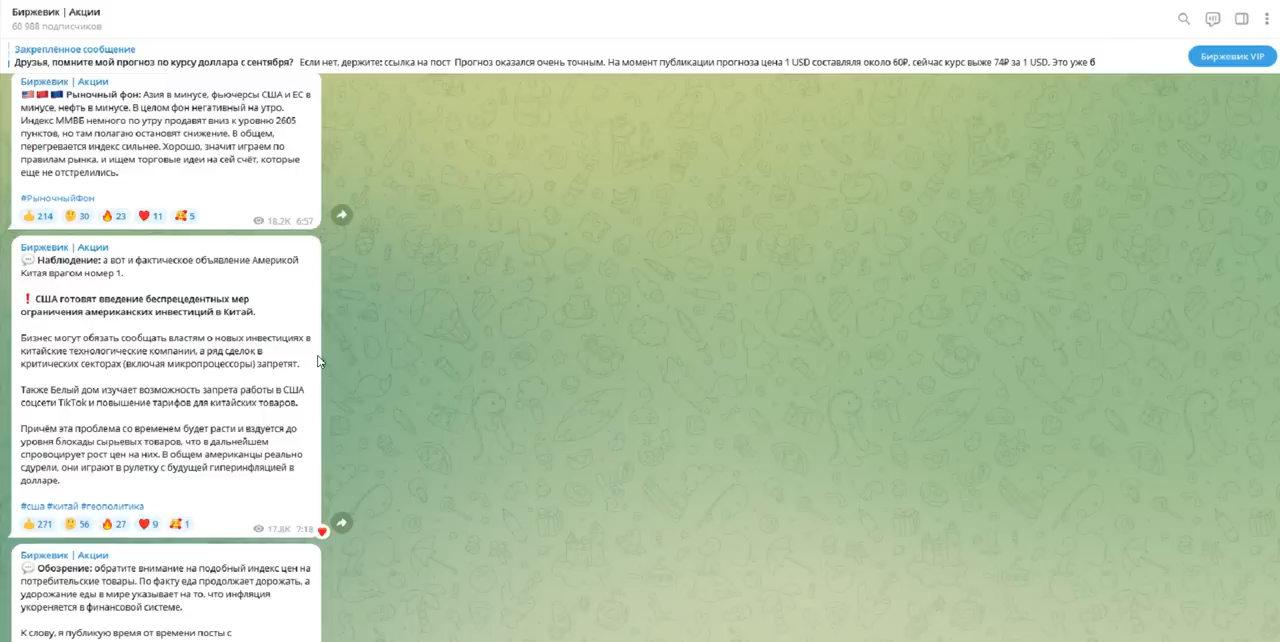 Биржевик | Акции
60 988 подписчиков
Закреплённое сообщение
Друзья, помните мой прогноз по курсу доллара с сентября? Если нет, держите: ссылка на пост Прогноз оказался очень точным. На момент публикации прогноза цена 1 USD составляла около 60₽, сейчас курс выше 74₽ за 1 USD. Это уже б
Биржевик VIP
Биржевик | Акции
Рыночный фон: Азия в минусе, фьючерсы США и ЕС в
минусе, нефть в минусе. В целом фон негативный на утро.
Индекс ММВБ немного по утру продавят вниз к уровню 2605
пунктов, но там полагаю остановят снижение. В общем,
перегревается индекс сильнее. Хорошо, значит играем по
правилам рынка, и ищем торговые идеи на сей счёт, которые
еще не отстрелились.
#РыночныйФон
214 30 23 11 5 18.2K 6:57
Биржевик | Акции
Наблюдение: а вот и фактическое объявление Америкой
Китая врагом номер 1.
США готовят введение беспрецедентных мер
ограничения американских инвестиций в Китай.
Бизнес могут обязать сообщать властям о новых инвестициях в
китайские технологические компании, а ряд сделок в
критических секторах (включая микропроцессоры) запретят.
Также Белый дом изучает возможность запрета работы в США
соцсети TikTok и повышение тарифов для китайских товаров.
Причём эта проблема со временем будет расти и вздуется до
уровня блокады сырьевых товаров, что в дальнейшем
спровоцирует рост цен на них. В общем американцы реально
сдурели, они играют в рулетку с будущей гиперинфляцией в
долларе.
#сша #китай #геополитика
271 56 27 9 1 17.8K 7:18
Биржевик | Акции
Обозрение: обратите внимание на подобный индекс цен на
потребительские товары. По факту еда продолжает дорожать, а
удорожание еды в мире указывает на то, что инфляция
укореняется в финансовой системе.
К слову, я публикую время от времени посты с